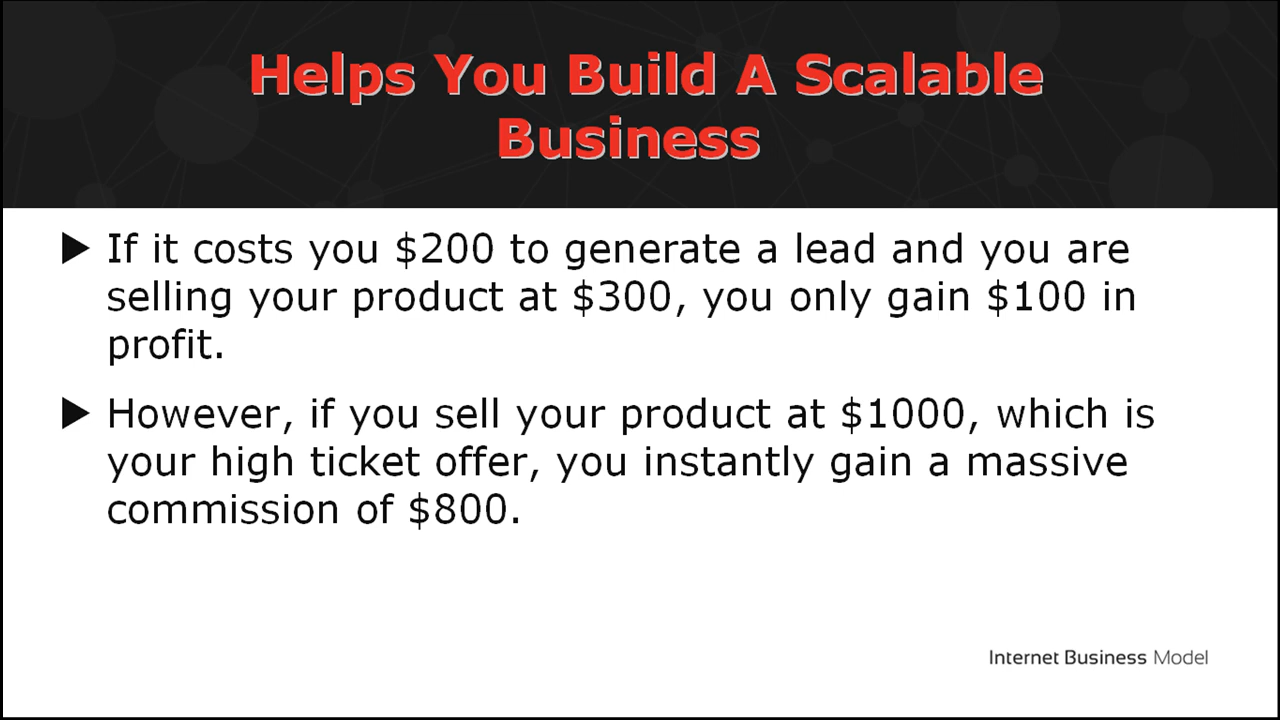 Helps You Build A Scalable
Business
▶ If it costs you $200 to generate a lead and you are
selling your product at $300, you only gain $100 in
profit.
▶ However, if you sell your product at $1000, which is
your high ticket offer, you instantly gain a massive
commission of $800.
Internet Business Model